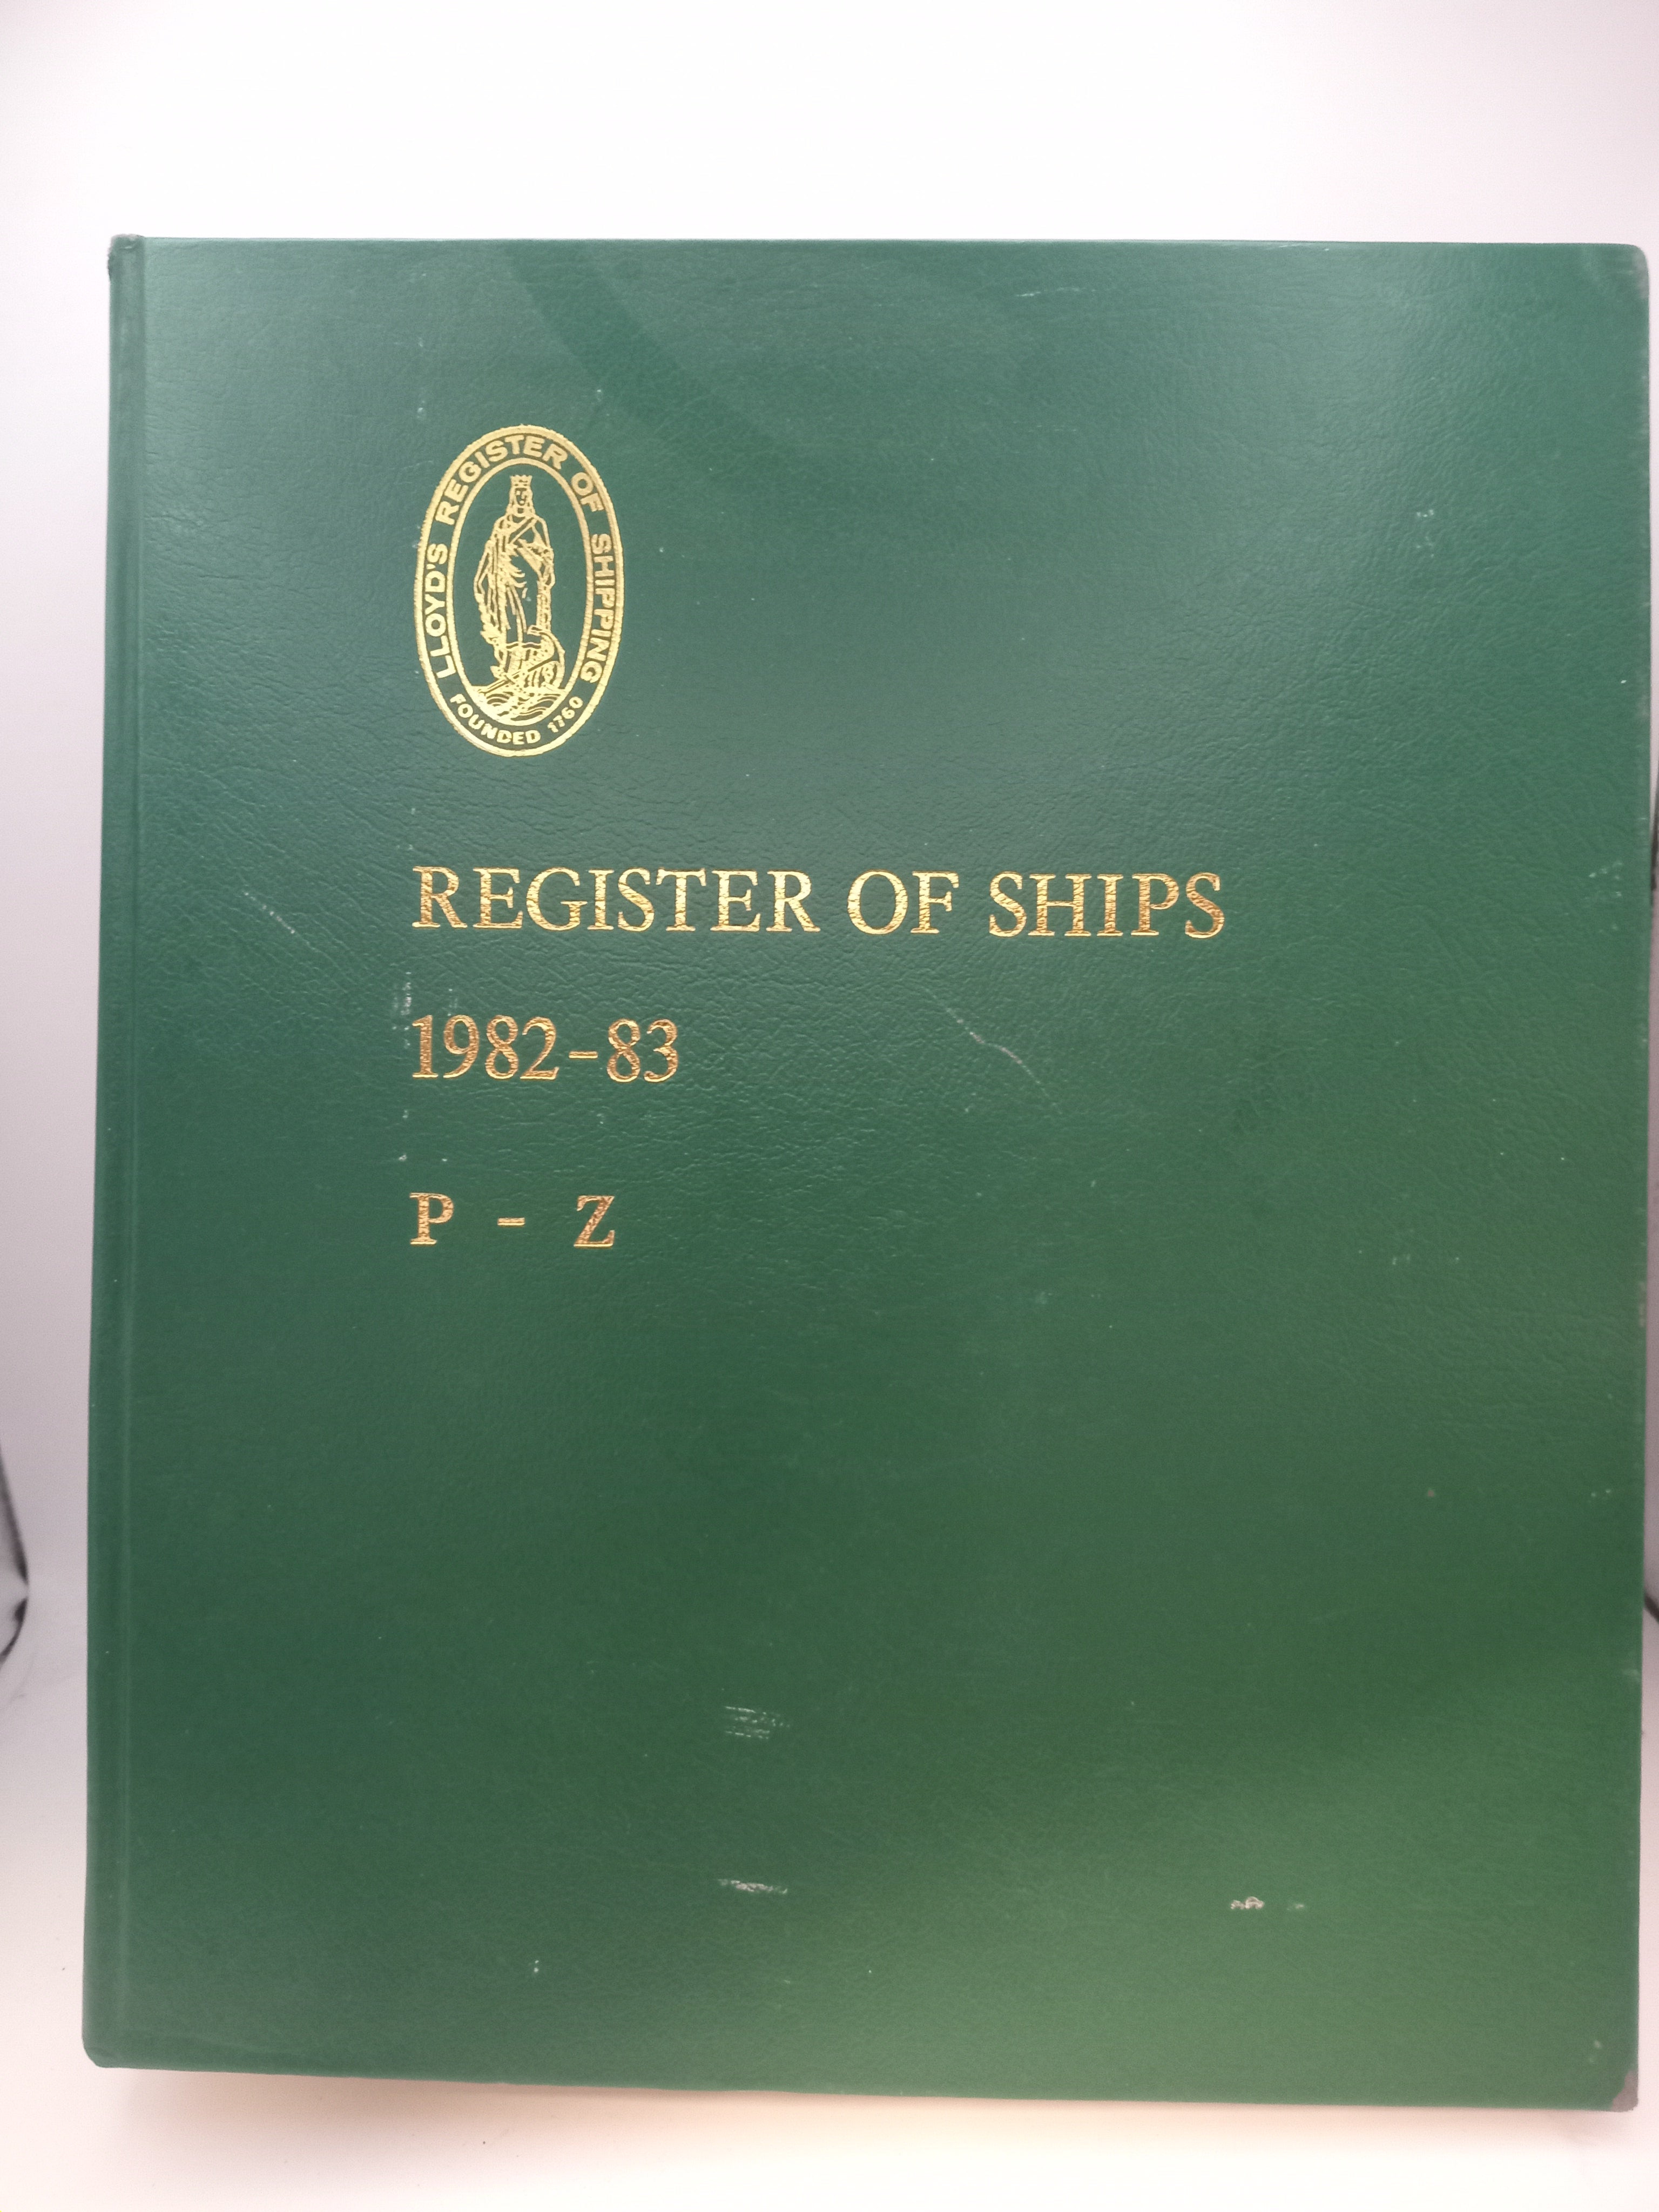 LLOYD'S REGISTER OF SHIPPING
FOUNDED 1760
REGISTER OF SHIPS
1982-83
P - Z